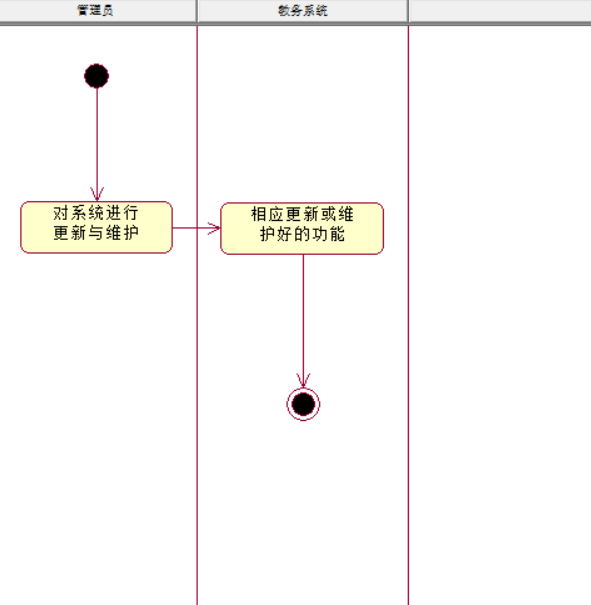 管理员
教务系统
对系统进行
更新与维护
相应更新或维
护好的功能